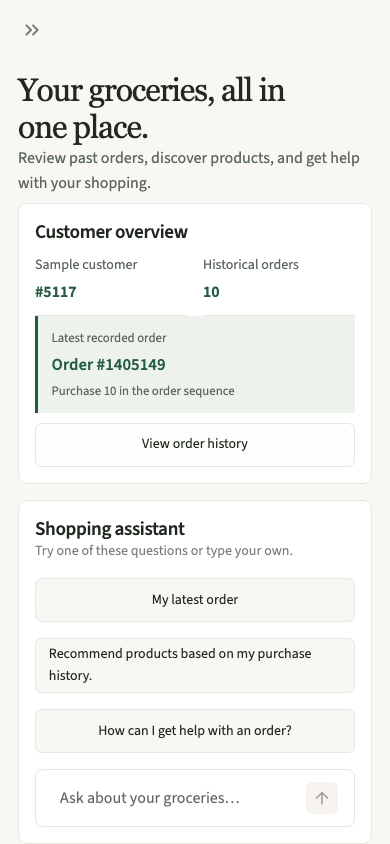 Your groceries, all in
one place.
Review past orders, discover products, and get help
with your shopping.
Customer overview
Sample customer
#5117
Historical orders
10
Latest recorded order
Order #1405149
Purchase 10 in the order sequence
View order history
Shopping assistant
Try one of these questions or type your own.
My latest order
Recommend products based on my purchase
history.
How can I get help with an order?
Ask about your groceries…